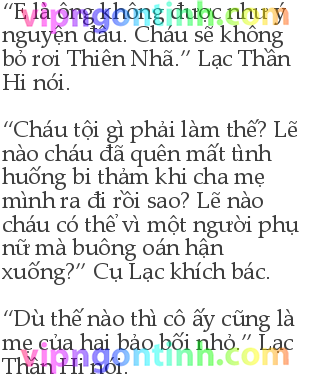 “E là ông không được như ý
nguyện đâu. Cháu sẽ không
bỏ rơi Thiên Nhã.” Lạc Thần
Hi nói.
“Cháu tội gì phải làm thế? Lẽ
nào cháu đã quên mất tình
huống bi thảm khi cha mẹ
mình ra đi rồi sao? Lẽ nào
cháu có thể vì một người phụ
nữ mà buông oán hận
xuống?” Cụ Lạc khích bác.
“Dù thế nào thì cô ấy cũng là
mẹ của hai bảo bối nhỏ.” Lạc
Thần Hi nói.
vipngontinh.com
vipngontinh.com